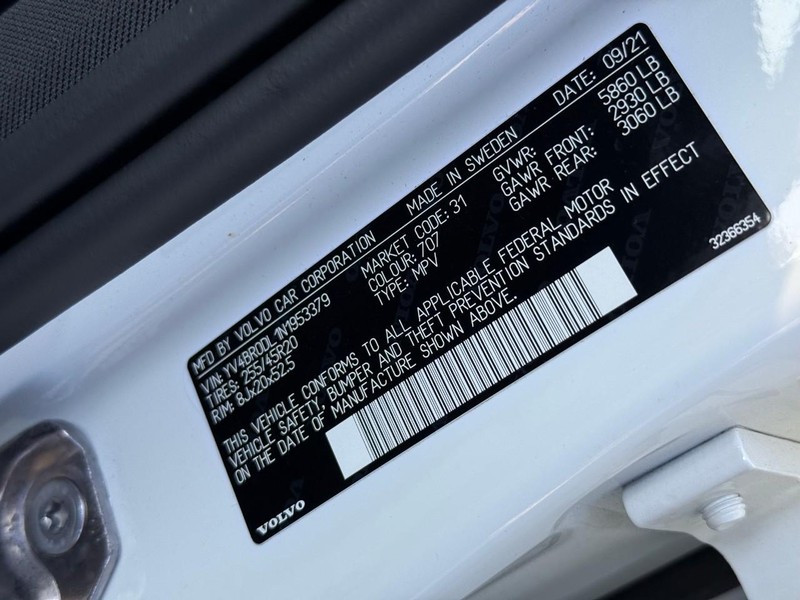 MFD BY VOLVO CAR CORPORATION MADE IN SWEDEN DATE: 09/21
VIN: YV4BR0DL1N1953379 MARKET CODE: 31 GVWR: 5860 LB
TIRES: 255/45R20 COLOUR: 707 GAWR FRONT: 2930 LB
RIM: 8Jx20x52.5 TYPE: MPV GAWR REAR: 3060 LB
THIS VEHICLE CONFORMS TO ALL APPLICABLE FEDERAL MOTOR
VEHICLE SAFETY, BUMPER AND THEFT PREVENTION STANDARDS IN EFFECT
ON THE DATE OF MANUFACTURE SHOWN ABOVE.
32366354
VOLVO